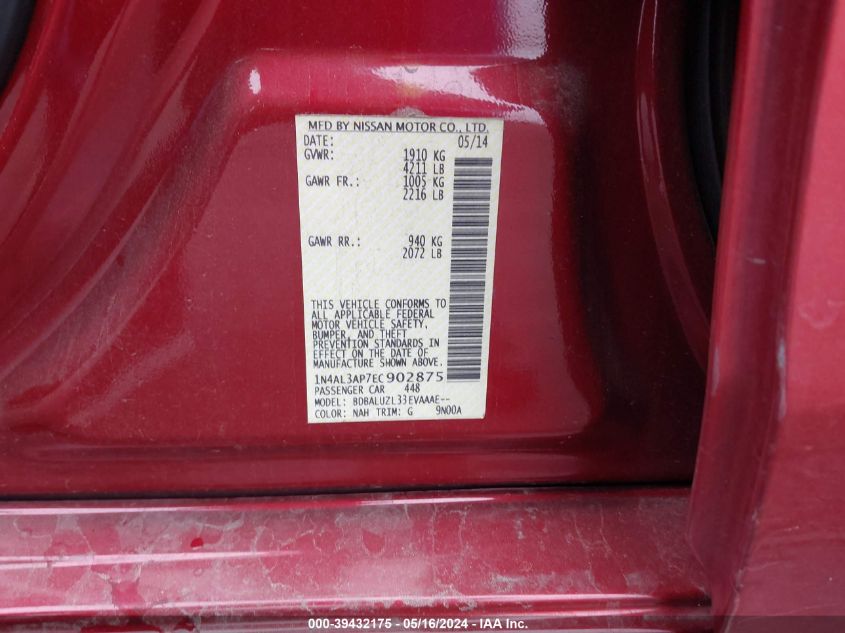 MFD BY NISSAN MOTOR CO., LTD.
DATE: 05/14
GVWR: 1910 KG
4211 LB
GAWR FR.: 1005 KG
2216 LB
GAWR RR.: 940 KG
2072 LB
THIS VEHICLE CONFORMS TO
ALL APPLICABLE FEDERAL
MOTOR VEHICLE SAFETY,
BUMPER, AND THEFT
PREVENTION STANDARDS IN
EFFECT ON THE DATE OF
MANUFACTURE SHOWN ABOVE.
1N4AL3AP7EC902875
PASSENGER CAR 448
MODEL: BDBALUZL33EVAAAE--
COLOR: NAH TRIM: G 9N00A
000-39432175 - 05/16/2024 - IAA Inc.